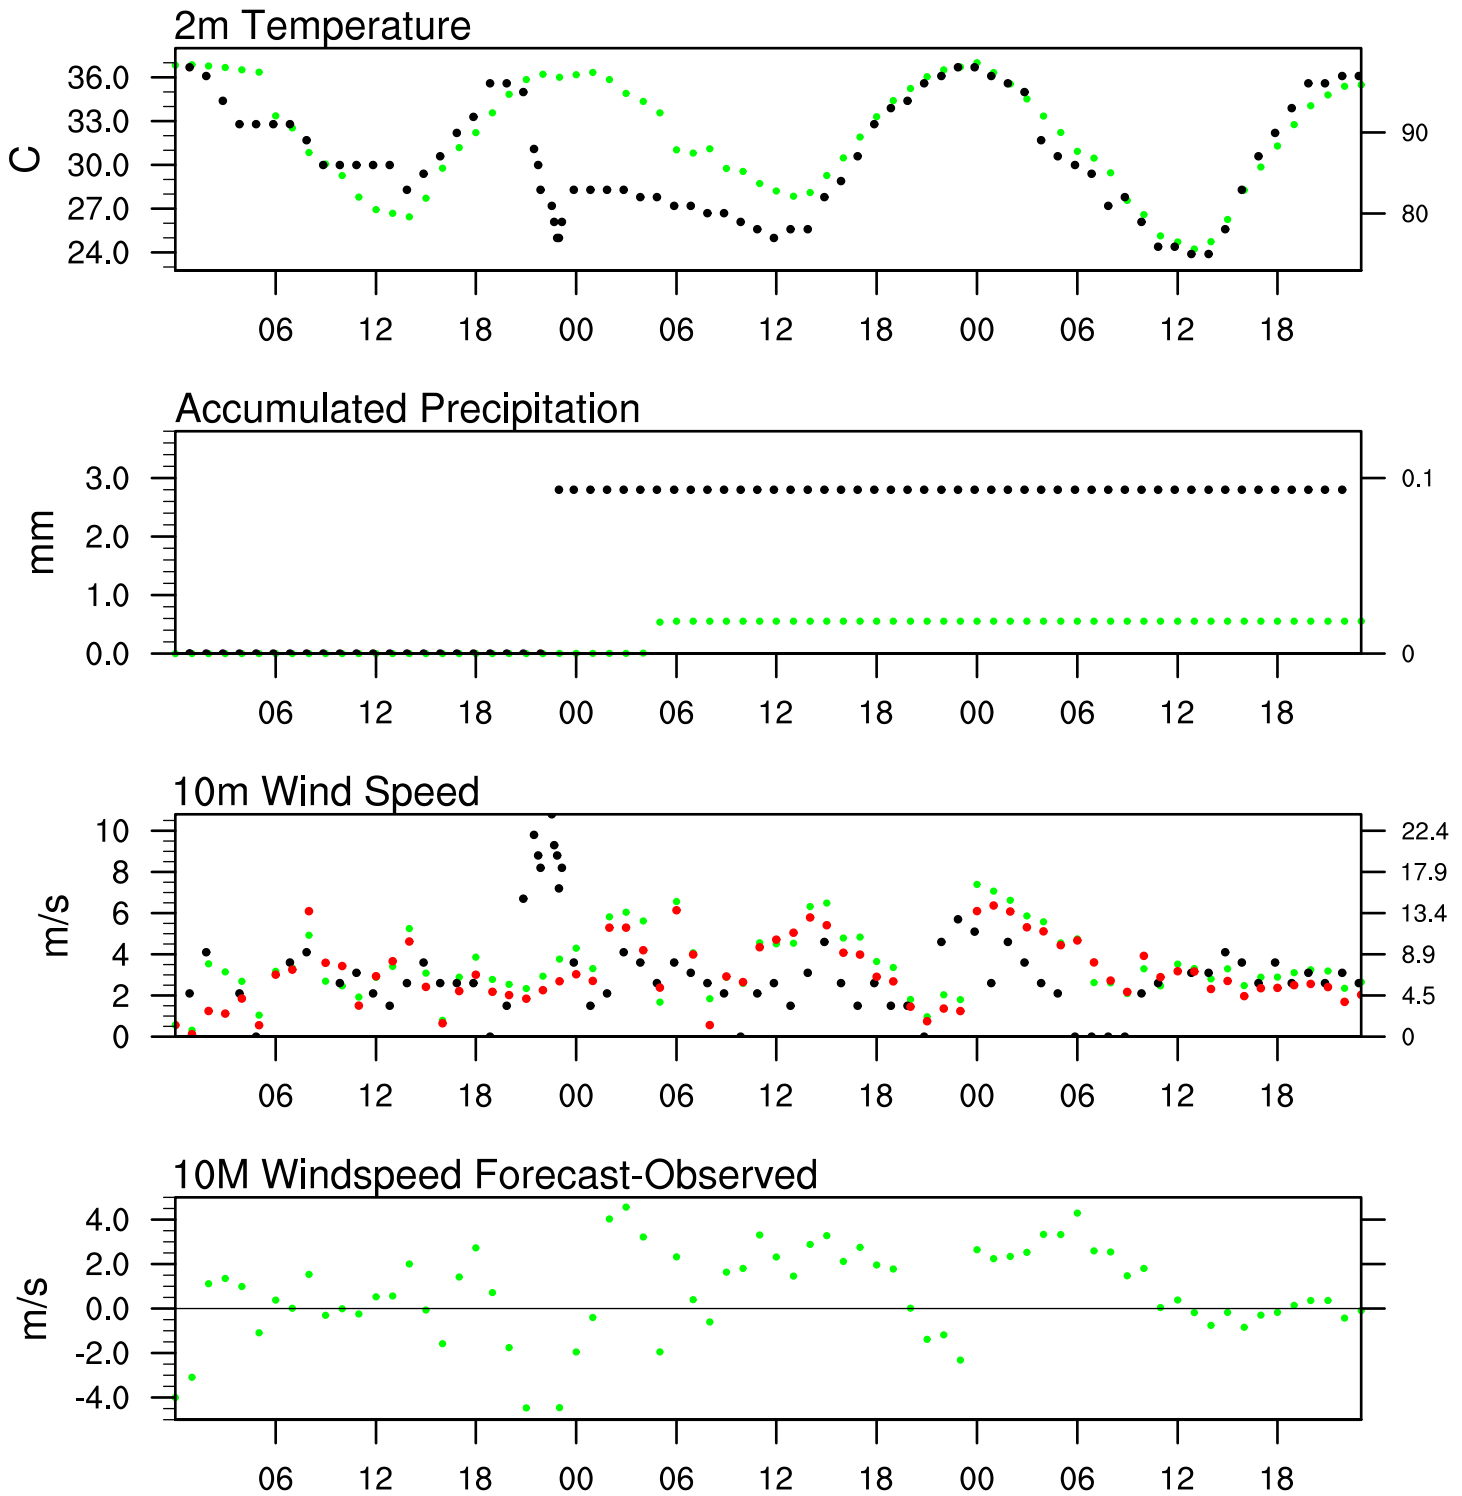 2m Temperature
36.0
33.0
30.0
27.0
24.0
C
90
80
06 12 18 00 06 12 18 00 06 12 18
Accumulated Precipitation
3.0
2.0
1.0
0.0
mm
0.1
0
06 12 18 00 06 12 18 00 06 12 18
10m Wind Speed
10
8
6
4
2
0
m/s
22.4
17.9
13.4
8.9
4.5
0
06 12 18 00 06 12 18 00 06 12 18
10M Windspeed Forecast-Observed
4.0
2.0
0.0
-2.0
-4.0
m/s
06 12 18 00 06 12 18 00 06 12 18